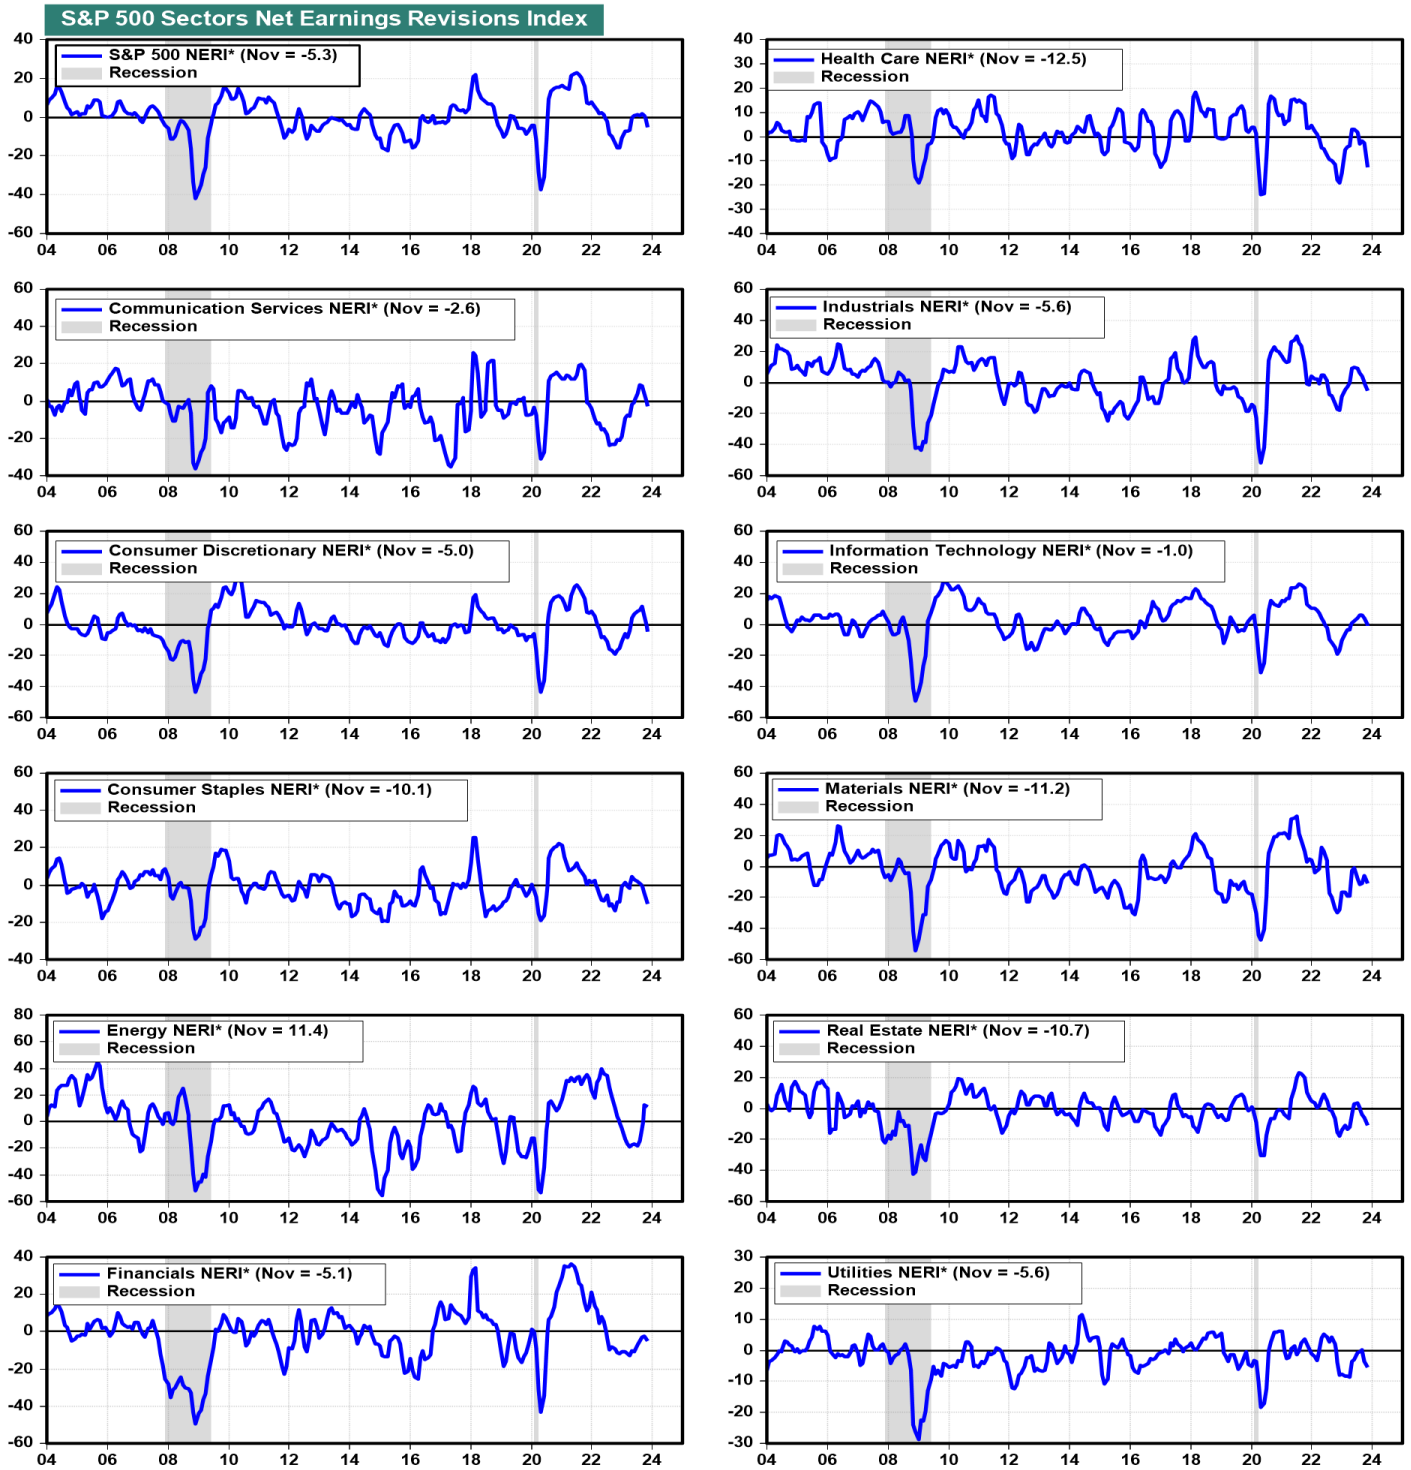 S&P 500 Sectors Net Earnings Revisions Index
S&P 500 NERI* (Nov = -5.3)
Recession
40
20
0
-20
-40
-60
04 06 08 10 12 14 16 18 20 22 24
Health Care NERI* (Nov = -12.5)
Recession
40
30
20
10
0
-10
-20
-30
-40
04 06 08 10 12 14 16 18 20 22 24
Communication Services NERI* (Nov = -2.6)
Recession
60
40
20
0
-20
-40
04 06 08 10 12 14 16 18 20 22 24
Industrials NERI* (Nov = -5.6)
Recession
60
40
20
0
-20
-40
-60
04 06 08 10 12 14 16 18 20 22 24
Consumer Discretionary NERI* (Nov = -5.0)
Recession
60
40
20
0
-20
-40
-60
04 06 08 10 12 14 16 18 20 22 24
Information Technology NERI* (Nov = -1.0)
Recession
60
40
20
0
-20
-40
-60
04 06 08 10 12 14 16 18 20 22 24
Consumer Staples NERI* (Nov = -10.1)
Recession
60
40
20
0
-20
-40
04 06 08 10 12 14 16 18 20 22 24
Materials NERI* (Nov = -11.2)
Recession
60
40
20
0
-20
-40
-60
04 06 08 10 12 14 16 18 20 22 24
Energy NERI* (Nov = 11.4)
Recession
80
60
40
20
0
-20
-40
-60
04 06 08 10 12 14 16 18 20 22 24
Real Estate NERI* (Nov = -10.7)
Recession
60
40
20
0
-20
-40
-60
04 06 08 10 12 14 16 18 20 22 24
Financials NERI* (Nov = -5.1)
Recession
40
20
0
-20
-40
-60
04 06 08 10 12 14 16 18 20 22 24
Utilities NERI* (Nov = -5.6)
Recession
30
20
10
0
-10
-20
-30
04 06 08 10 12 14 16 18 20 22 24